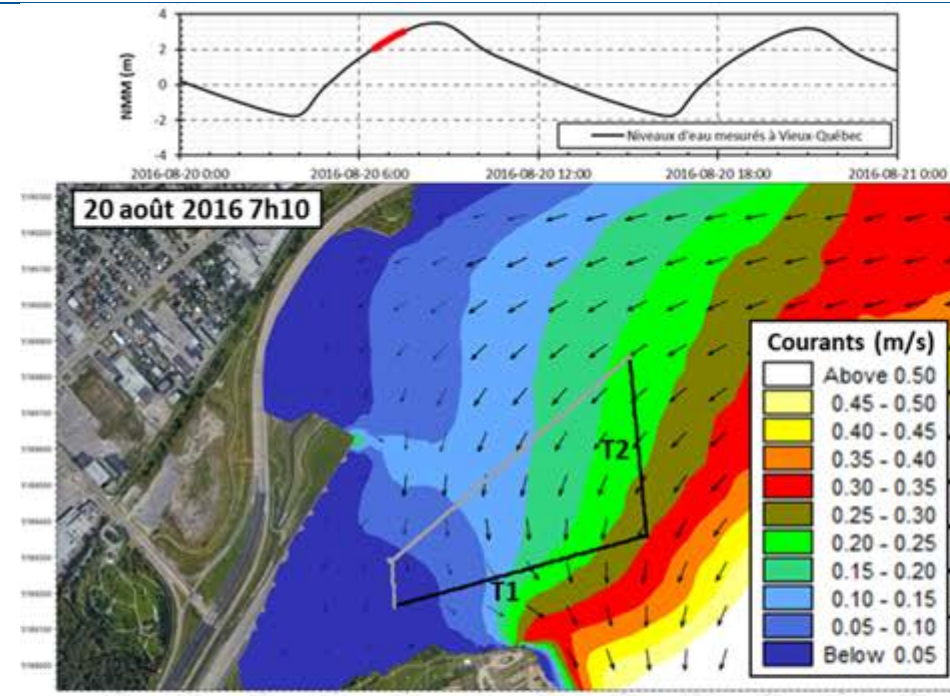 4
2
0
-2
-4
NMM (m)
Niveaux d'eau mesurés à Vieux-Québec
2016-08-20 0:00 2016-08-20 6:00 2016-08-20 12:00 2016-08-20 18:00 2016-08-21 0:00
20 août 2016 7h10
T2
T1
Courants (m/s)
Above 0.50
0.45 - 0.50
0.40 - 0.45
0.35 - 0.40
0.30 - 0.35
0.25 - 0.30
0.20 - 0.25
0.15 - 0.20
0.10 - 0.15
0.05 - 0.10
Below 0.05